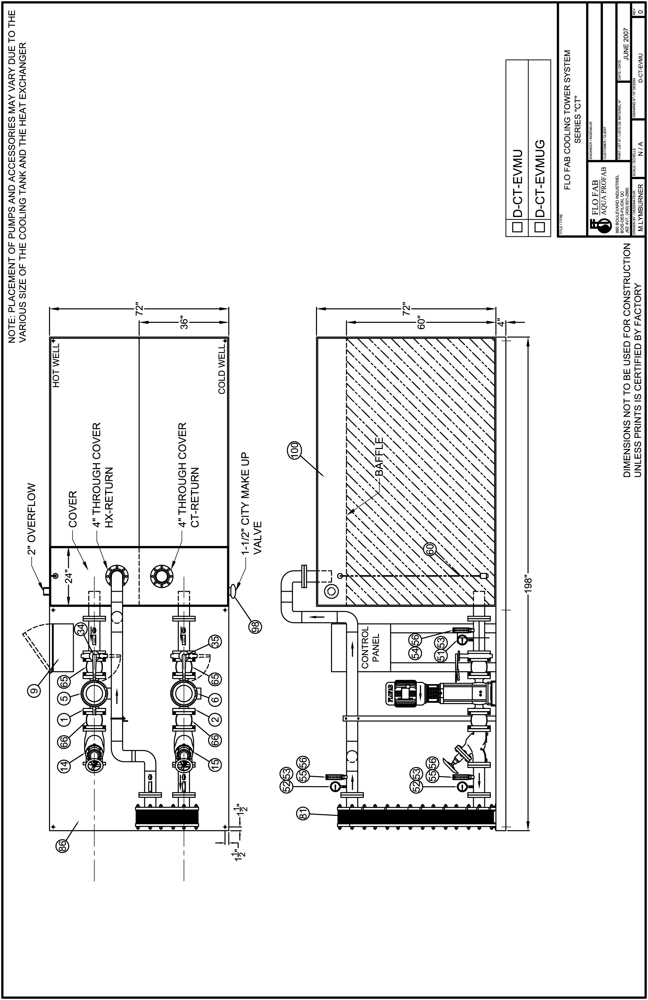 NOTE: PLACEMENT OF PUMPS AND ACCESSORIES MAY VARY DUE TO THE
VARIOUS SIZE OF THE COOLING TANK AND THE HEAT EXCHANGER
2" OVERFLOW
HOT WELL
COVER
4" THROUGH COVER
HX-RETURN
4" THROUGH COVER
CT-RETURN
COLD WELL
1-1/2" CITY MAKE UP
VALVE
24"
72"
36"
9
34
65
5
1
66
14
86
98
35
65
6
2
66
15
1 1/2"
1 1/2"
100
BAFFLE
60
72"
60"
4"
198"
CONTROL
PANEL
54 56
51 53
FLOFAB
52 53
55 56
52 53
55 56
81
D-CT-EVMU
D-CT-EVMUG
DIMENSIONS NOT TO BE USED FOR CONSTRUCTION
UNLESS PRINTS IS CERTIFIED BY FACTORY
TITLE / TITRE
FLO FAB COOLING TOWER SYSTEM
SERIES "CT"
FLO FAB
AQUA PROFAB
860 BOULEVARD INDUSTRIEL
BOIS-DES-FILION, QC
J6Z 4V7, (450) 621-2995
ENGINEER / INGÉNIEUR
CUSTOMER / CLIENT
PART LIST N° / LISTE DE MATERIEL N°
DATE / DATE
JUNE 2007
DRAWIN BY / DESSINATEUR
M.LYMBURNER
SCALE / ÉCHELLE
N / A
DRAWING N° / N° DESSIN
D-CT-EVMU
REV
0